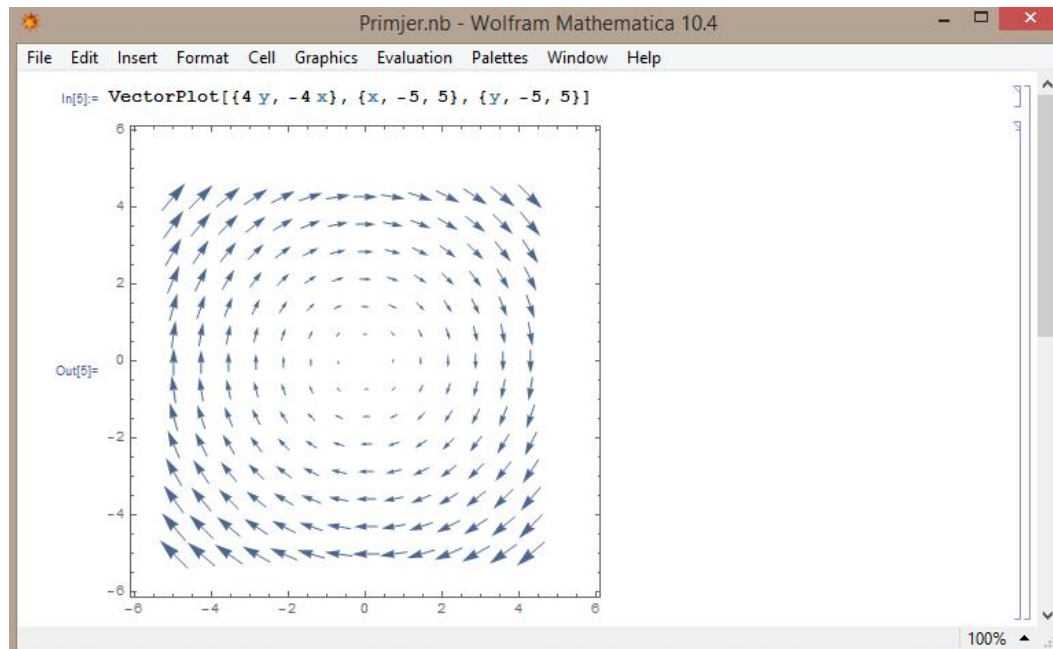 Primjer.nb - Wolfram Mathematica 10.4
File Edit Insert Format Cell Graphics Evaluation Palettes Window Help
In[5]:= VectorPlot[{4 y, -4 x}, {x, -5, 5}, {y, -5, 5}]
6
4
2
Out[5]= 0
-2
-4
-6
-6 -4 -2 0 2 4 6
100%